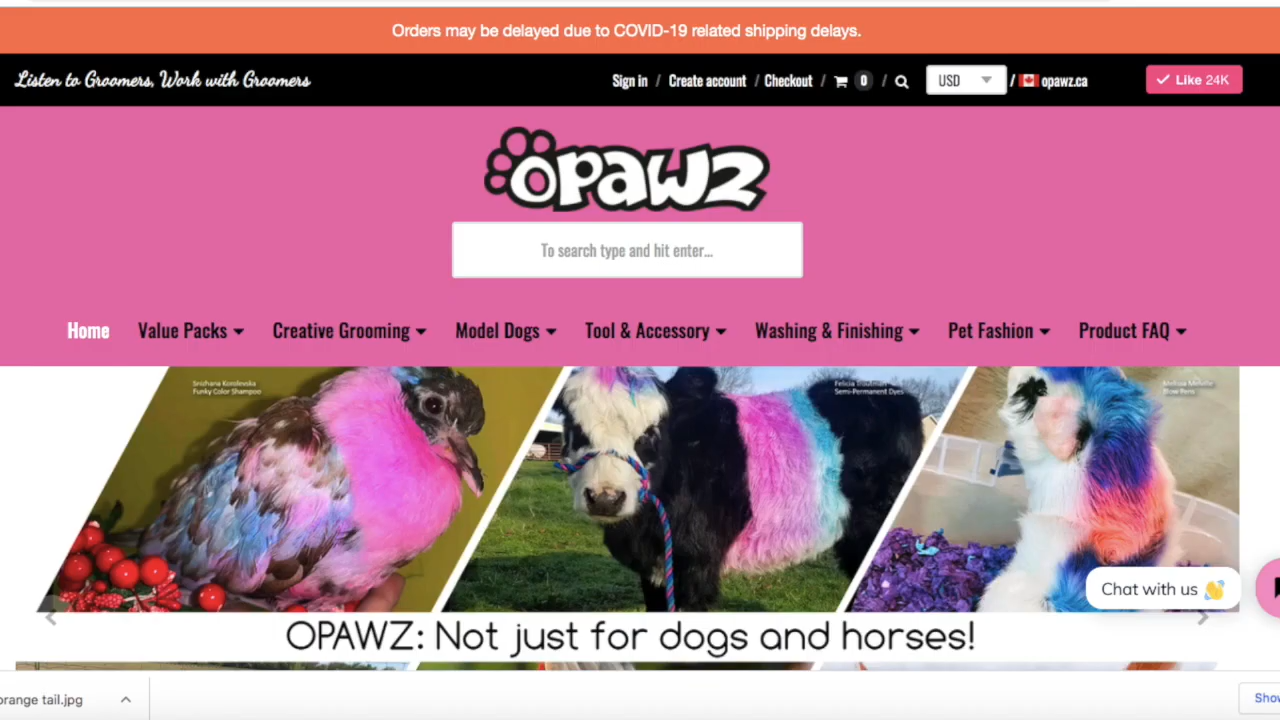 Orders may be delayed due to COVID-19 related shipping delays.
Listen to Groomers, Work with Groomers
Sign in / Create account / Checkout / 0 / USD / opawz.ca
Like 24K
OPAWZ
To search type and hit enter...
Home Value Packs Creative Grooming Model Dogs Tool & Accessory Washing & Finishing Pet Fashion Product FAQ
Snizhana Korolevska
Funky Color Shampoo
Felicia Troutman
Semi-Permanent Dyes
Melissa Melville
Blow Pens
Chat with us
OPAWZ: Not just for dogs and horses!
orange tail.jpg